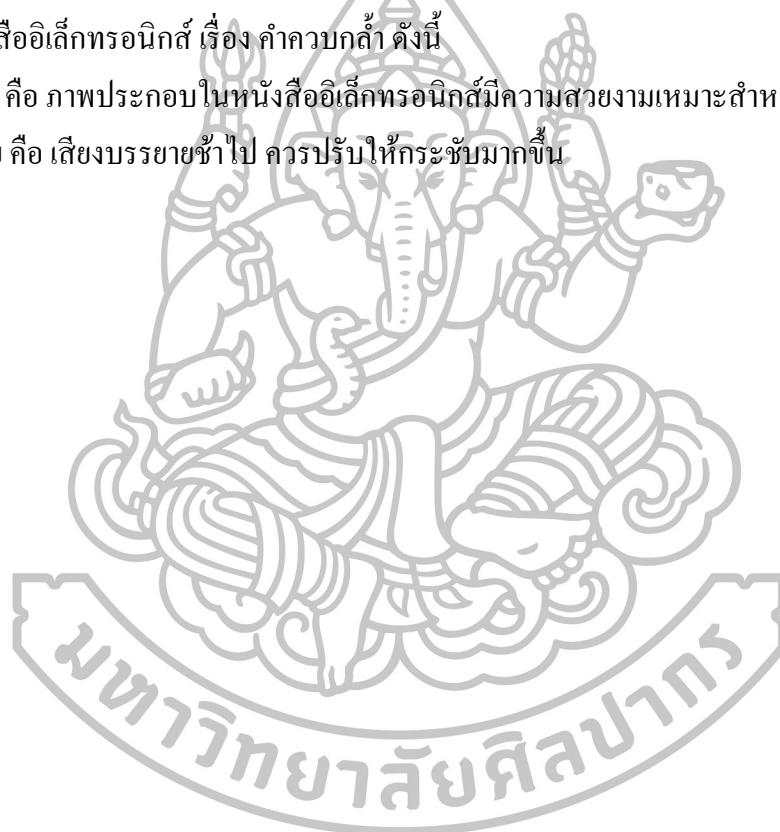 สืออิเล็กทรอนิกส์ เรื่อง คำควบกล้ำ ดังนี้
คือ ภาพประกอบในหนังสืออิเล็กทรอนิกส์มีความสวยงามเหมาะสำห
คือ เสียงบรรยายช้าไป ควรปรับให้กระชับมากขึ้น
มหาวิทยาลัยศิลปากร